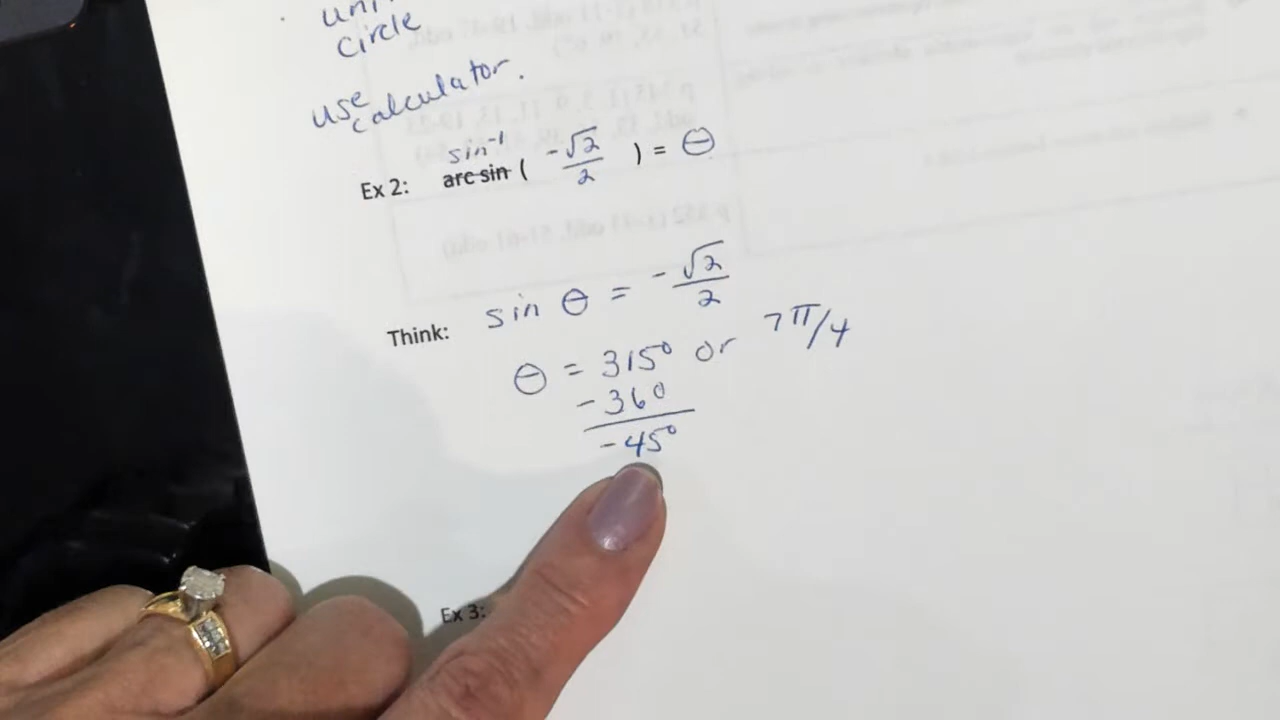 circle
use calculator.
sin⁻¹
Ex 2: arc sin ( -√2/2 ) = θ
Think: sin θ = -√2/2
θ = 315° or 7π/4
-360
-45°
Ex 3: